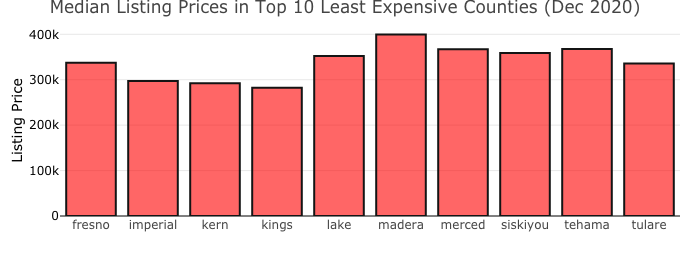 Median Listing Prices in Top 10 Least Expensive Counties (Dec 2020)
400k
300k
200k
100k
0
Listing Price
fresno imperial kern kings lake madera merced siskiyou tehama tulare